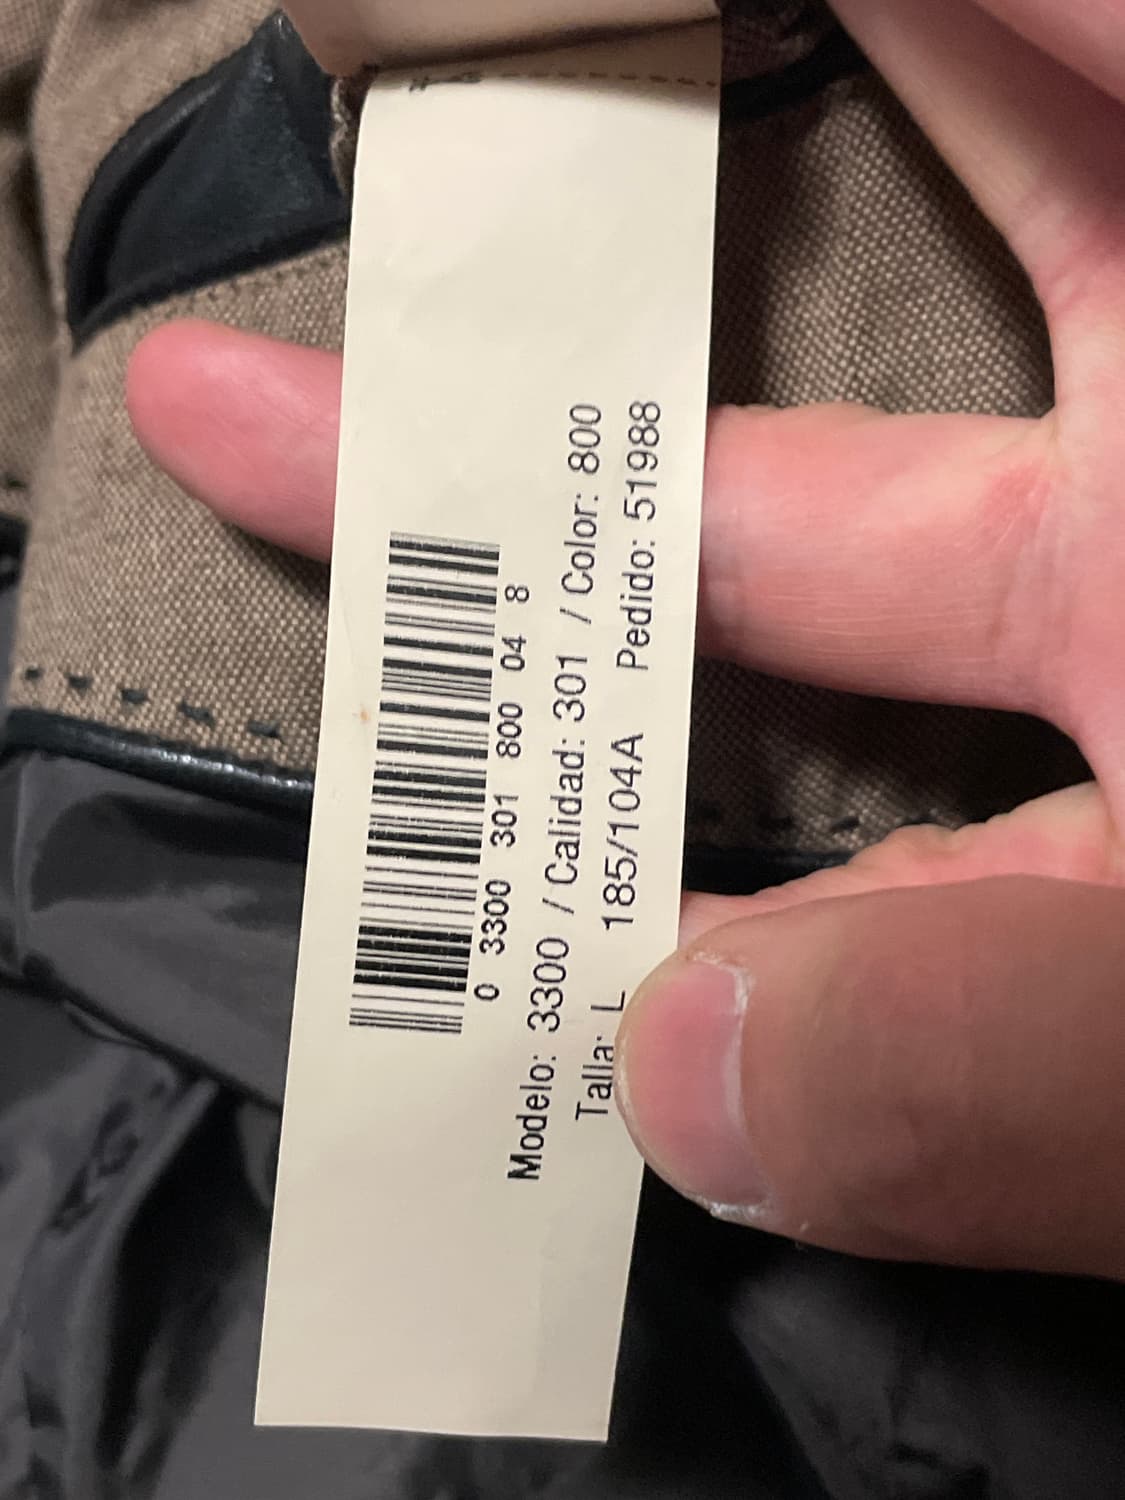 0 3300 301 800 04 8
Modelo: 3300 / Calidad: 301 / Color: 800
Talla: L 185/104A Pedido: 51988